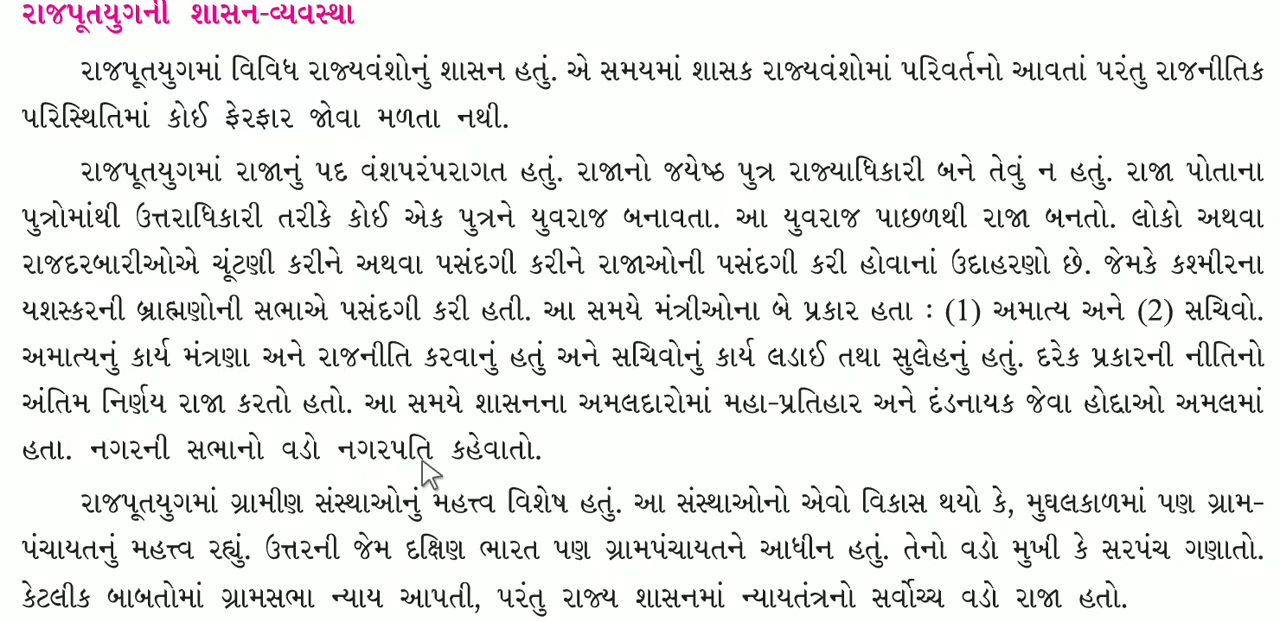 રાજપૂતયુગની શાસન-વ્યવસ્થા
રાજપૂતયુગમાં વિવિધ રાજ્યવંશોનું શાસન હતું. એ સમયમાં શાસક રાજ્યવંશોમાં પરિવર્તનો આવતાં પરંતુ રાજનીતિક
પરિસ્થિતિમાં કોઈ ફેરફાર જોવા મળતા નથી.
રાજપૂતયુગમાં રાજાનું પદ વંશપરંપરાગત હતું. રાજાનો જયેષ્ઠ પુત્ર રાજ્યાધિકારી બને તેવું ન હતું. રાજા પોતાના
પુત્રોમાંથી ઉત્તરાધિકારી તરીકે કોઈ એક પુત્રને યુવરાજ બનાવતા. આ યુવરાજ પાછળથી રાજા બનતો. લોકો અથવા
રાજદરબારીઓએ ચૂંટણી કરીને અથવા પસંદગી કરીને રાજાઓની પસંદગી કરી હોવાનાં ઉદાહરણો છે. જેમકે કશ્મીરના
યશસ્કરની બ્રાહ્મણોની સભાએ પસંદગી કરી હતી. આ સમયે મંત્રીઓના બે પ્રકાર હતા : (1) અમાત્ય અને (2) સચિવો.
અમાત્યનું કાર્ય મંત્રણા અને રાજનીતિ કરવાનું હતું અને સચિવોનું કાર્ય લડાઈ તથા સુલેહનું હતું. દરેક પ્રકારની નીતિનો
અંતિમ નિર્ણય રાજા કરતો હતો. આ સમયે શાસનના અમલદારોમાં મહા-પ્રતિહાર અને દંડનાયક જેવા હોદ્દાઓ અમલમાં
હતા. નગરની સભાનો વડો નગરપતિ કહેવાતો.
રાજપૂતયુગમાં ગ્રામીણ સંસ્થાઓનું મહત્ત્વ વિશેષ હતું. આ સંસ્થાઓનો એવો વિકાસ થયો કે, મુઘલકાળમાં પણ ગ્રામ-
પંચાયતનું મહત્ત્વ રહ્યું. ઉત્તરની જેમ દક્ષિણ ભારત પણ ગ્રામપંચાયતને આધીન હતું. તેનો વડો મુખી કે સરપંચ ગણાતો.
કેટલીક બાબતોમાં ગ્રામસભા ન્યાય આપતી, પરંતુ રાજ્ય શાસનમાં ન્યાયતંત્રનો સર્વોચ્ચ વડો રાજા હતો.